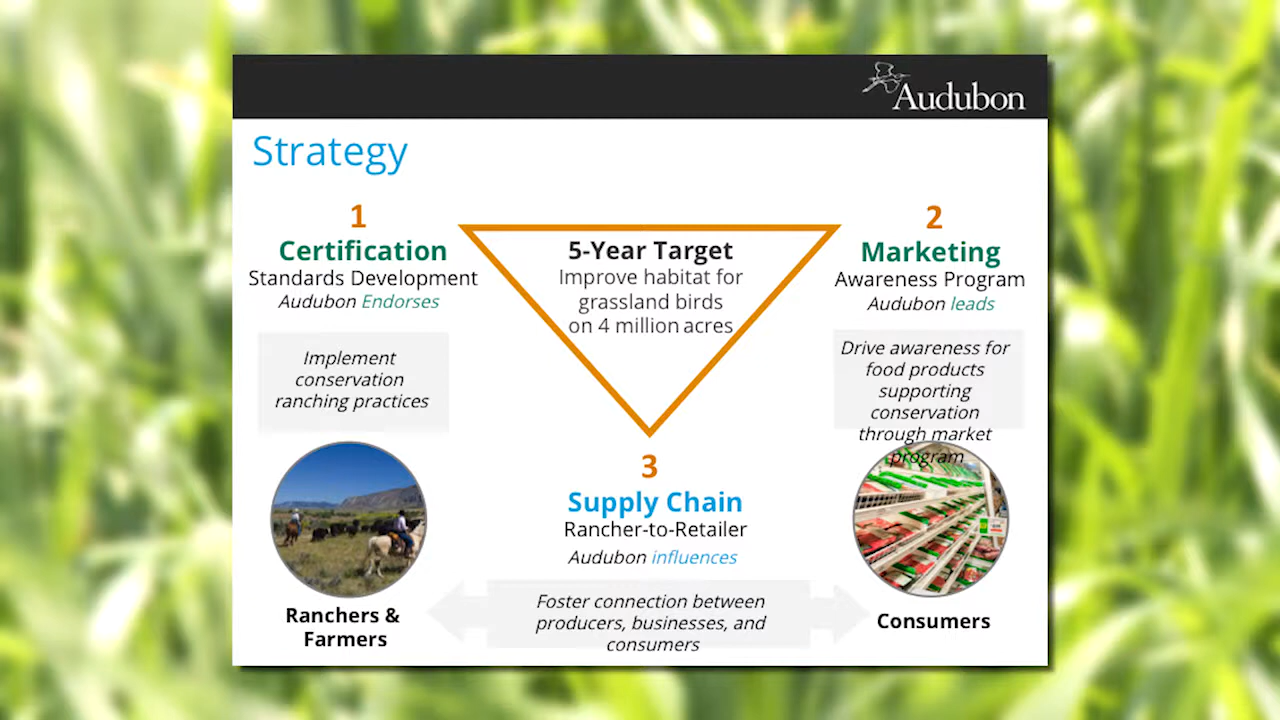 Audubon
Strategy
1
Certification
Standards Development
Audubon Endorses
Implement
conservation
ranching practices
Ranchers &
Farmers
5-Year Target
Improve habitat for
grassland birds
on 4 million acres
3
Supply Chain
Rancher-to-Retailer
Audubon influences
Foster connection between
producers, businesses, and
consumers
2
Marketing
Awareness Program
Audubon leads
Drive awareness for
food products
supporting
conservation
through market
program
Consumers